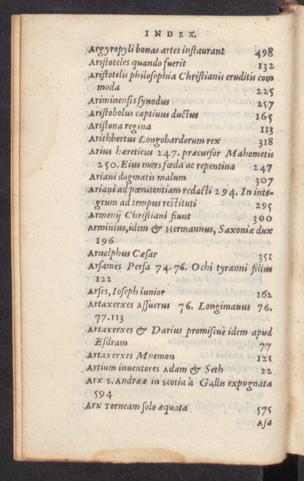 INDEX.
Argyropyli bonas artes instaurant 498
Aristoteles quando fuerit 132
Aristotelis philosophia Christianis eruditis com
moda 225
Ariminensis synodus 257
Aristobolus captiuus ductus 165
Aristona regina 113
Arithbertus Longobardorum rex 318
Arius hæreticus 247. præcursor Mahometis
250. Eius mors fœda ac repentina 247
Ariani dogmatis malum 307
Ariani ad pœnitentiam redacti 294. In inte-
grum ad tempus restituti 295
Armenij Christiani fiunt 300
Arminius, idem & Hermannus, Saxoniæ dux
196
Arnolphus Cæsar 351
Arsames Persa 74. 76. Ochi tyranni filius
122
Arses, Ioseph iunior 162
Artaxerxes Assuerus 76. Longimanus 76.
77. 113
Artaxerxes & Darius promiscuè idem apud
Esdram 77
Artaxerxes Mnemon 121
Artium inuentores Adam & Seth 22
Arx S. Andreæ in Scotia à Gallis expugnata
594
Arx Torneam solo æquata 575
Asa